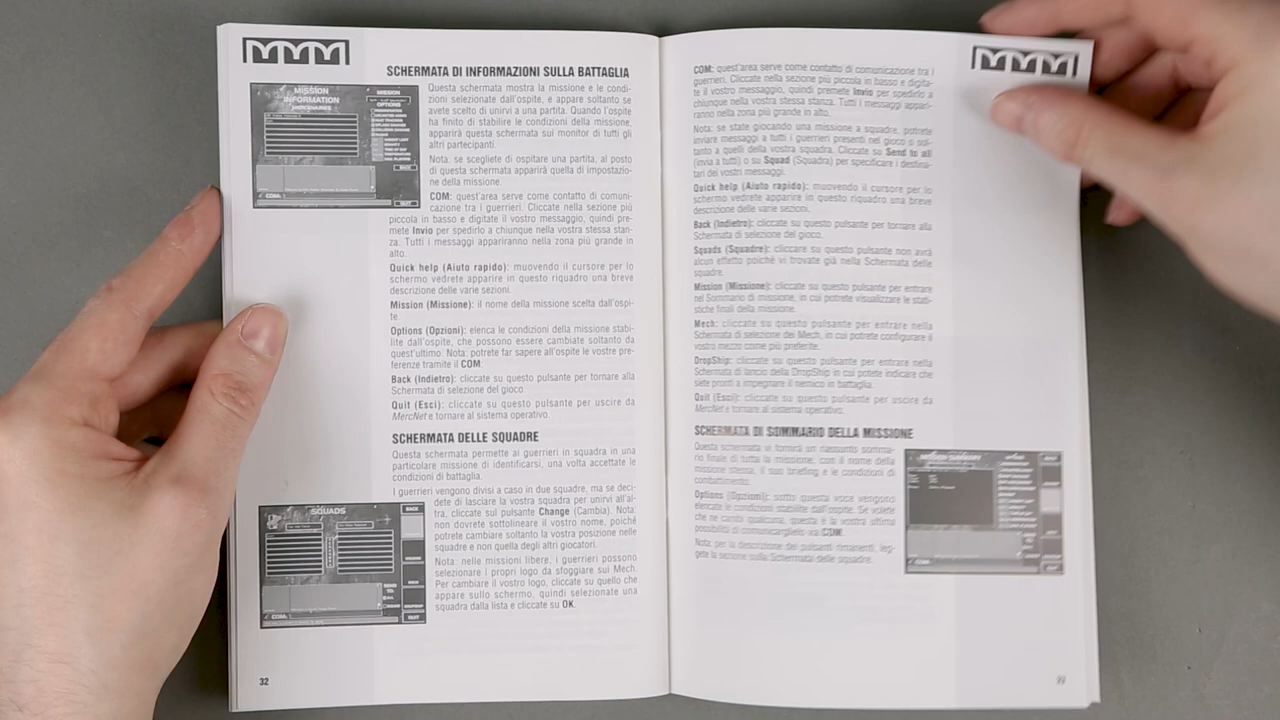 SCHERMATA DI INFORMAZIONI SULLA BATTAGLIA
MISSION
INFORMATION
MISSION
OPTIONS
Questa schermata mostra la missione e le condi-
zioni selezionate dall'ospite, e appare soltanto se
avete scelto di unirvi a una partita. Quando l'ospite
ha finito di stabilire le condizioni della missione,
apparirà questa schermata sui monitor di tutti gli
altri partecipanti.
Nota: se scegliete di ospitare una partita, al posto
di questa schermata apparirà quella di impostazio-
ne della missione.
COM: quest'area serve come contatto di comuni-
cazione tra i guerrieri. Cliccate nella sezione più
piccola in basso e digitate il vostro messaggio, quindi pre-
mete Invio per spedirlo a chiunque nella vostra stessa stan-
za. Tutti i messaggi appariranno nella zona più grande in
alto.
Quick help (Aiuto rapido): muovendo il cursore per lo
schermo vedrete apparire in questo riquadro una breve
descrizione delle varie sezioni.
Mission (Missione): il nome della missione scelta dall'ospi-
te.
Options (Opzioni): elenca le condizioni della missione stabi-
lite dall'ospite, che possono essere cambiate soltanto da
quest'ultimo. Nota: potrete far sapere all'ospite le vostre pre-
ferenze tramite il COM.
Back (Indietro): cliccate su questo pulsante per tornare alla
Schermata di selezione del gioco.
Quit (Esci): cliccate su questo pulsante per uscire da
MercNet e tornare al sistema operativo.
SCHERMATA DELLE SQUADRE
Questa schermata permette ai guerrieri in squadra in una
particolare missione di identificarsi, una volta accettate le
condizioni di battaglia.
I guerrieri vengono divisi a caso in due squadre, ma se deci-
dete di lasciare la vostra squadra per unirvi all'al-
tra, cliccate sul pulsante Change (Cambia). Nota:
non dovrete sottolineare il vostro nome, poiché
potrete cambiare soltanto la vostra posizione nelle
squadre e non quella degli altri giocatori.
Nota: nelle missioni libere, i guerrieri possono
selezionare i propri logo da sfoggiare sui Mech.
Per cambiare il vostro logo, cliccate su quello che
appare sullo schermo, quindi selezionate una
squadra dalla lista e cliccate su OK.
SQUADS
BACK
SEND
TO:
COM:
QUIT
32
COM: quest'area serve come contatto di comunicazione tra i
guerrieri. Cliccate nella sezione più piccola in basso e digita-
te il vostro messaggio, quindi premete Invio per spedirlo a
chiunque nella vostra stessa stanza. Tutti i messaggi appari-
ranno nella zona più grande in alto.
Nota: se state giocando una missione a squadre, potrete
inviare messaggi a tutti i guerrieri presenti nel gioco o sol-
tanto a quelli della vostra squadra. Cliccate su Send to all
(invia a tutti) o su Squad (Squadra) per specificare i destina-
tari dei vostri messaggi.
Quick help (Aiuto rapido): muovendo il cursore per lo
schermo vedrete apparire in questo riquadro una breve
descrizione delle varie sezioni.
Back (Indietro): cliccate su questo pulsante per tornare alla
Schermata di selezione del gioco.
Squads (Squadre): cliccare su questo pulsante non avrà
alcun effetto poiché vi trovate già nella Schermata delle
squadre.
Mission (Missione): cliccate su questo pulsante per entrare
nel Sommario di missione, in cui potrete visualizzare le stati-
stiche finali della missione.
Mech: cliccate su questo pulsante per entrare nella
Schermata di selezione dei Mech, in cui potrete configurare il
vostro mezzo come più preferite.
DropShip: cliccate su questo pulsante per entrare nella
Schermata di lancio della DropShip in cui potete indicare che
siete pronti a impegnare il nemico in battaglia.
Quit (Esci): cliccate su questo pulsante per uscire da
MercNet e tornare al sistema operativo.
SCHERMATA DI SOMMARIO DELLA MISSIONE
Questa schermata vi fornirà un riassunto somma-
rio finale di tutta la missione, con il nome della
missione stessa, il suo briefing e le condizioni di
combattimento.
Options (Opzioni): sotto questa voce vengono
elencate le condizioni stabilite dall'ospite. Se volete
che ne cambi una, questa è la vostra ultima
possibilità di comunicarglielo via COM.
Nota: per la descrizione dei pulsanti rimanenti, leg-
gete la sezione sulla Schermata delle squadre.